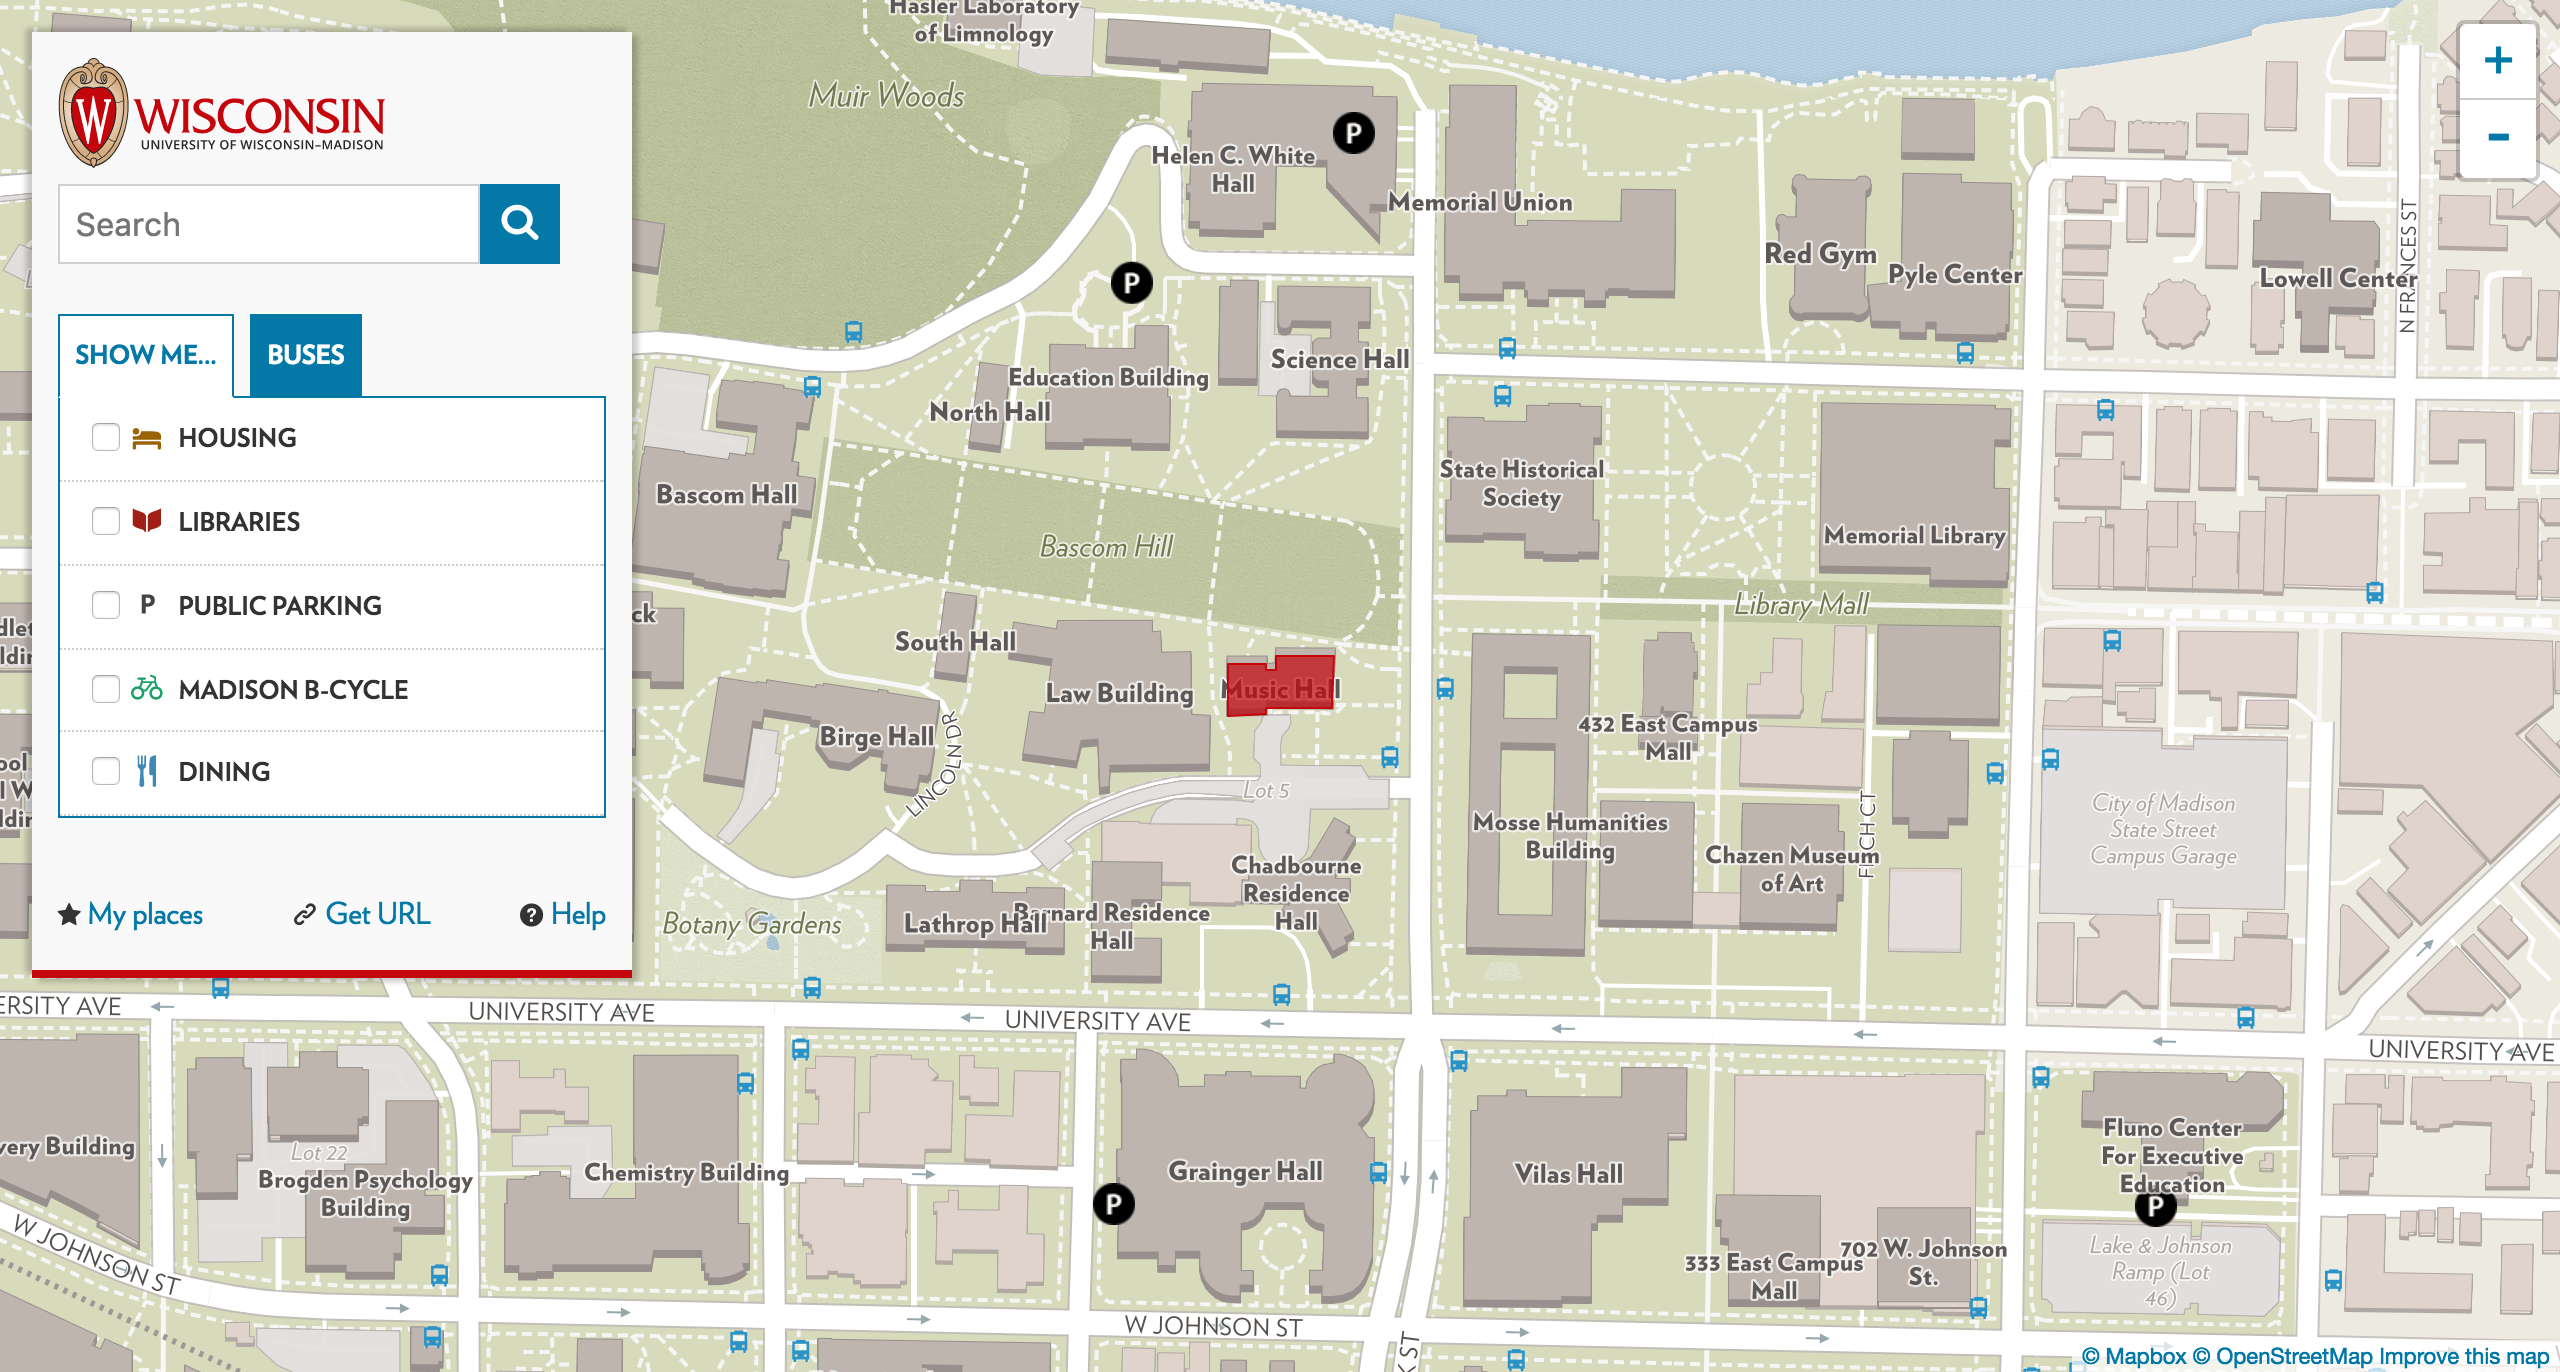 WISCONSIN
UNIVERSITY OF WISCONSIN–MADISON
Search
SHOW ME...
BUSES
HOUSING
LIBRARIES
P PUBLIC PARKING
MADISON B-CYCLE
DINING
My places
Get URL
? Help
+
−
Hasler Laboratory
of Limnology
Muir Woods
P
Helen C. White
Hall
Memorial Union
Red Gym
Pyle Center
Lowell Center
N FRANCES ST
P
Science Hall
Education Building
North Hall
Bascom Hall
State Historical
Society
Memorial Library
Bascom Hill
Library Mall
ck
South Hall
Law Building
Music Hall
Birge Hall
LINCOLN DR
432 East Campus
Mall
Lot 5
City of Madison
State Street
Campus Garage
Mosse Humanities
Building
Chazen Museum
of Art
Chadbourne
Residence
Hall
Botany Gardens
Lathrop Hall
Barnard Residence
Hall
ERSITY AVE
UNIVERSITY AVE
UNIVERSITY AVE
UNIVERSITY AVE
very Building
Lot 22
Brogden Psychology
Building
Chemistry Building
Grainger Hall
P
Vilas Hall
Fluno Center
For Executive
Education
P
333 East Campus
Mall
702 W. Johnson
St.
Lake & Johnson
Ramp (Lot
46)
W JOHNSON ST
W JOHNSON ST
K ST
© Mapbox © OpenStreetMap Improve this map